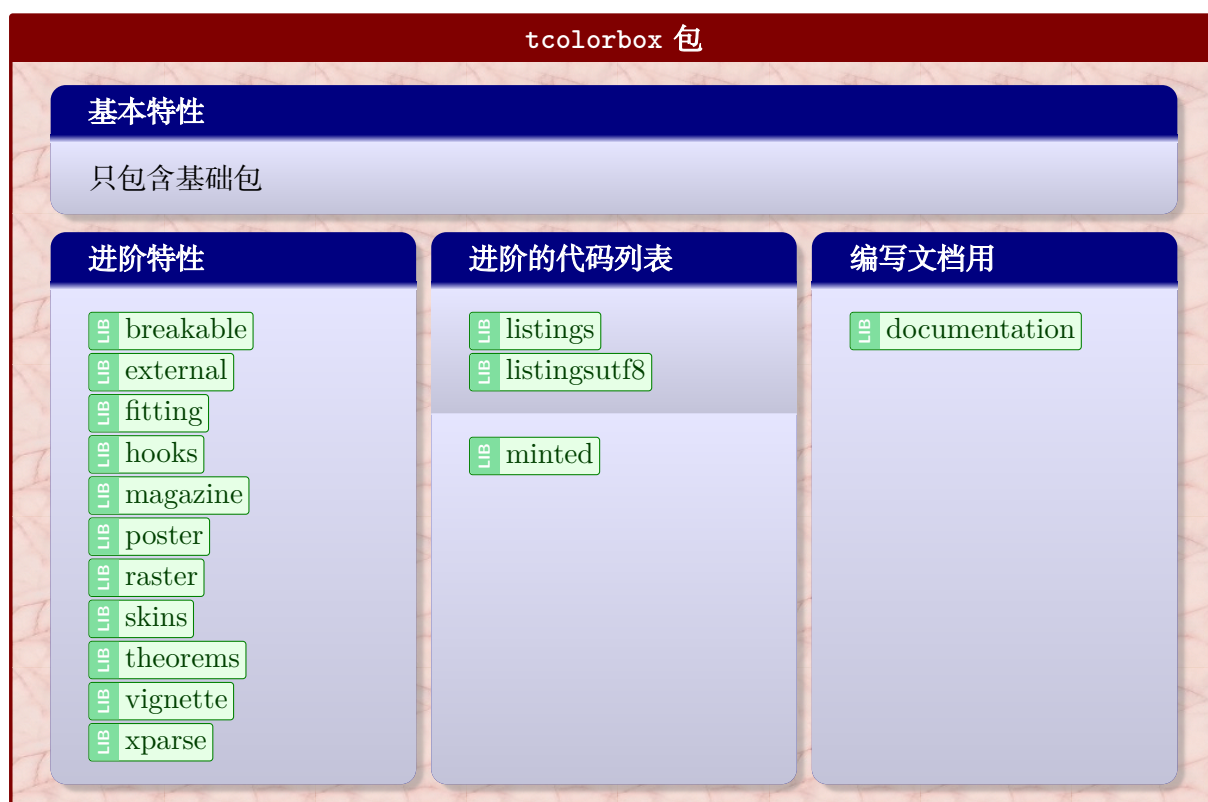 tcolorbox 包
基本特性
只包含基础包
进阶特性
LIB breakable
LIB external
LIB fitting
LIB hooks
LIB magazine
LIB poster
LIB raster
LIB skins
LIB theorems
LIB vignette
LIB xparse
进阶的代码列表
LIB listings
LIB listingsutf8
LIB minted
编写文档用
LIB documentation